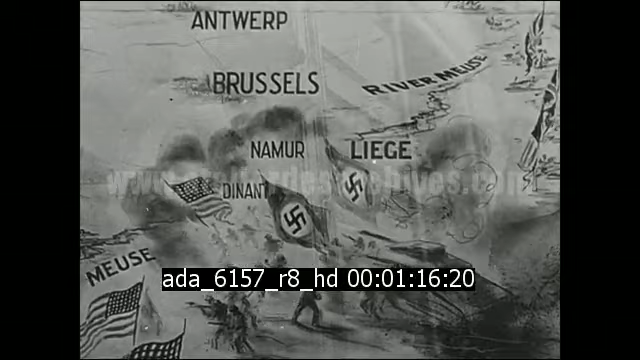 ANTWERP
BRUSSELS
RIVER MEUSE
NAMUR
LIEGE
DINANT
MEUSE
ada_6157_r8_hd 00:01:16:20